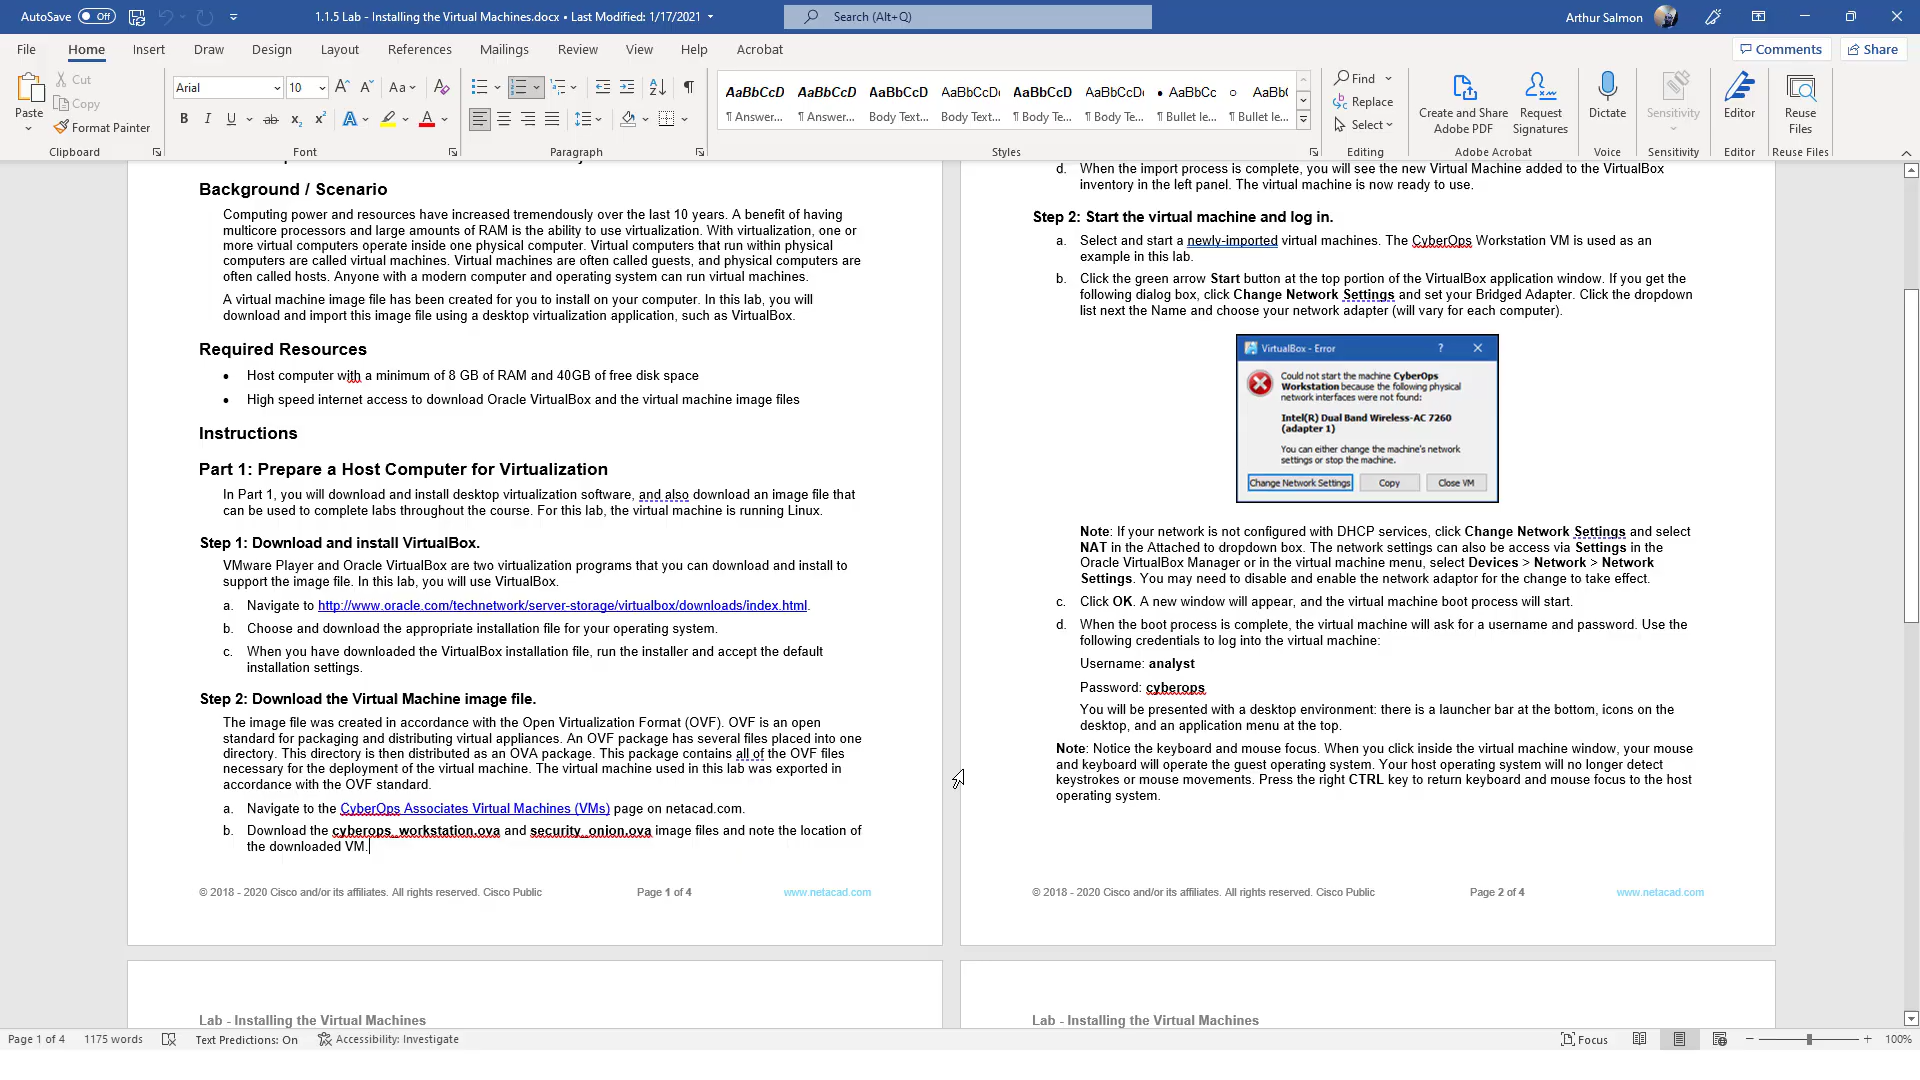 AutoSave Off 1.1.5 Lab - Installing the Virtual Machines.docx • Last Modified: 1/17/2021 Search (Alt+Q) Arthur Salmon
File Home Insert Draw Design Layout References Mailings Review View Help Acrobat Comments Share
Paste
Cut
Copy
Format Painter
Clipboard
Arial 10
Font
Paragraph
AaBbCcD AaBbCcD AaBbCcD AaBbCcDc AaBbCcD AaBbCcDc • AaBbCc ○ AaBb(
¶ Answer... ¶ Answer... Body Text... Body Text... ¶ Body Te... ¶ Body Te... ¶ Bullet le... ¶ Bullet le...
Styles
Find
Replace
Select
Editing
Create and Share
Adobe PDF
Request
Signatures
Adobe Acrobat
Dictate
Voice
Sensitivity
Sensitivity
Editor
Editor
Reuse
Files
Reuse Files
Background / Scenario
Computing power and resources have increased tremendously over the last 10 years. A benefit of having
multicore processors and large amounts of RAM is the ability to use virtualization. With virtualization, one or
more virtual computers operate inside one physical computer. Virtual computers that run within physical
computers are called virtual machines. Virtual machines are often called guests, and physical computers are
often called hosts. Anyone with a modern computer and operating system can run virtual machines.
A virtual machine image file has been created for you to install on your computer. In this lab, you will
download and import this image file using a desktop virtualization application, such as VirtualBox.
Required Resources
• Host computer with a minimum of 8 GB of RAM and 40GB of free disk space
• High speed internet access to download Oracle VirtualBox and the virtual machine image files
Instructions
Part 1: Prepare a Host Computer for Virtualization
In Part 1, you will download and install desktop virtualization software, and also download an image file that
can be used to complete labs throughout the course. For this lab, the virtual machine is running Linux.
Step 1: Download and install VirtualBox.
VMware Player and Oracle VirtualBox are two virtualization programs that you can download and install to
support the image file. In this lab, you will use VirtualBox.
a. Navigate to http://www.oracle.com/technetwork/server-storage/virtualbox/downloads/index.html.
b. Choose and download the appropriate installation file for your operating system.
c. When you have downloaded the VirtualBox installation file, run the installer and accept the default
installation settings.
Step 2: Download the Virtual Machine image file.
The image file was created in accordance with the Open Virtualization Format (OVF). OVF is an open
standard for packaging and distributing virtual appliances. An OVF package has several files placed into one
directory. This directory is then distributed as an OVA package. This package contains all of the OVF files
necessary for the deployment of the virtual machine. The virtual machine used in this lab was exported in
accordance with the OVF standard.
a. Navigate to the CyberOps Associates Virtual Machines (VMs) page on netacad.com.
b. Download the cyberops_workstation.ova and security_onion.ova image files and note the location of
the downloaded VM.
© 2018 - 2020 Cisco and/or its affiliates. All rights reserved. Cisco Public Page 1 of 4 www.netacad.com
Lab - Installing the Virtual Machines
d. When the import process is complete, you will see the new Virtual Machine added to the VirtualBox
inventory in the left panel. The virtual machine is now ready to use.
Step 2: Start the virtual machine and log in.
a. Select and start a newly-imported virtual machines. The CyberOps Workstation VM is used as an
example in this lab.
b. Click the green arrow Start button at the top portion of the VirtualBox application window. If you get the
following dialog box, click Change Network Settings and set your Bridged Adapter. Click the dropdown
list next the Name and choose your network adapter (will vary for each computer).
VirtualBox - Error ?
Could not start the machine CyberOps
Workstation because the following physical
network interfaces were not found:
Intel(R) Dual Band Wireless-AC 7260
(adapter 1)
You can either change the machine's network
settings or stop the machine.
Change Network Settings Copy Close VM
Note: If your network is not configured with DHCP services, click Change Network Settings and select
NAT in the Attached to dropdown box. The network settings can also be access via Settings in the
Oracle VirtualBox Manager or in the virtual machine menu, select Devices > Network > Network
Settings. You may need to disable and enable the network adaptor for the change to take effect.
c. Click OK. A new window will appear, and the virtual machine boot process will start.
d. When the boot process is complete, the virtual machine will ask for a username and password. Use the
following credentials to log into the virtual machine:
Username: analyst
Password: cyberops
You will be presented with a desktop environment: there is a launcher bar at the bottom, icons on the
desktop, and an application menu at the top.
Note: Notice the keyboard and mouse focus. When you click inside the virtual machine window, your mouse
and keyboard will operate the guest operating system. Your host operating system will no longer detect
keystrokes or mouse movements. Press the right CTRL key to return keyboard and mouse focus to the host
operating system.
© 2018 - 2020 Cisco and/or its affiliates. All rights reserved. Cisco Public Page 2 of 4 www.netacad.com
Lab - Installing the Virtual Machines
Page 1 of 4 1175 words Text Predictions: On Accessibility: Investigate Focus 100%